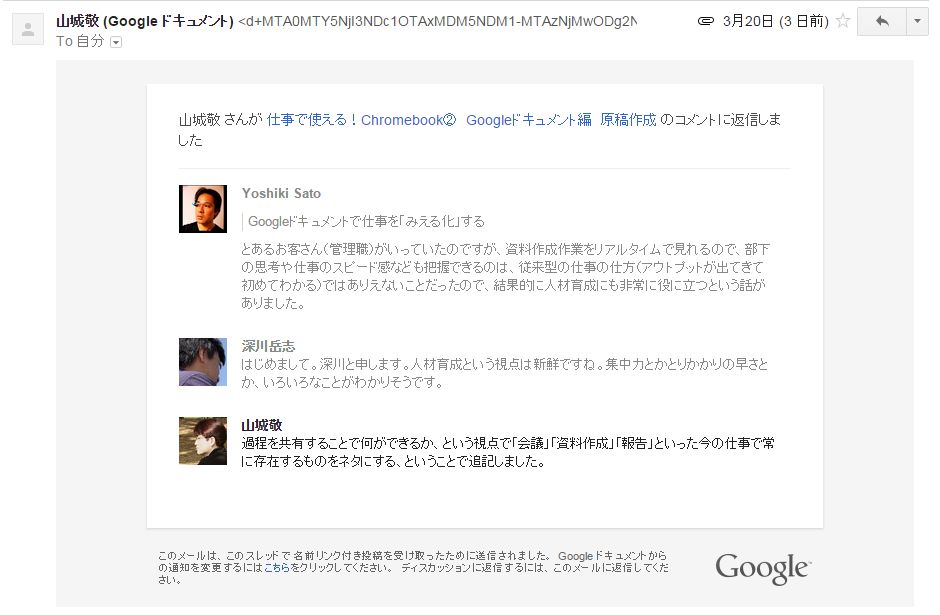 山城敬 (Google ドキュメント) <d+MTA0MTY5NjI3NDc1OTAxMDM5NDM1-MTAzNjMwODg2N
3月20日 (3 日前)
To 自分
山城敬 さんが 仕事で使える！Chromebook② Googleドキュメント編 原稿作成 のコメントに返信しま
した
Yoshiki Sato
Googleドキュメントで仕事を「みえる化」する
とあるお客さん（管理職）がいっていたのですが、資料作成作業をリアルタイムで見れるので、部下
の思考や仕事のスピード感なども把握できるのは、従来型の仕事の仕方（アウトプットが出てきて
初めてわかる）ではありえないことだったので、結果的に人材育成にも非常に役に立つという話が
ありました。
深川岳志
はじめまして。深川と申します。人材育成という視点は新鮮ですね。集中力とかとりかかりの早さと
か、いろいろなことがわかりそうです。
山城敬
過程を共有することで何ができるか、という視点で「会議」「資料作成」「報告」といった今の仕事で常
に存在するものをネタにする、ということで追記しました。
このメールは、このスレッドで 名前リンク付き投稿を受け取ったために送信されました。 Google ドキュメントから
の通知を変更するにはこちらをクリックしてください。 ディスカッションに返信するには、このメールに返信してくだ
さい。
Google